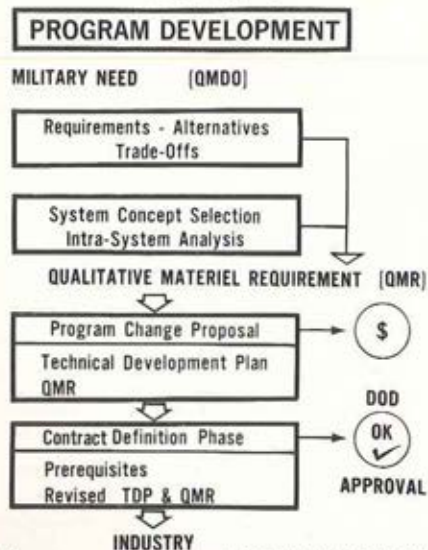 PROGRAM DEVELOPMENT
MILITARY NEED (QMDO)
Requirements - Alternatives
Trade-Offs
System Concept Selection
Intra-System Analysis
QUALITATIVE MATERIEL REQUIREMENT (QMR)
Program Change Proposal
$
Technical Development Plan
QMR
DOD
Contract Definition Phase
OK
Prerequisites
Revised TDP & QMR
APPROVAL
INDUSTRY